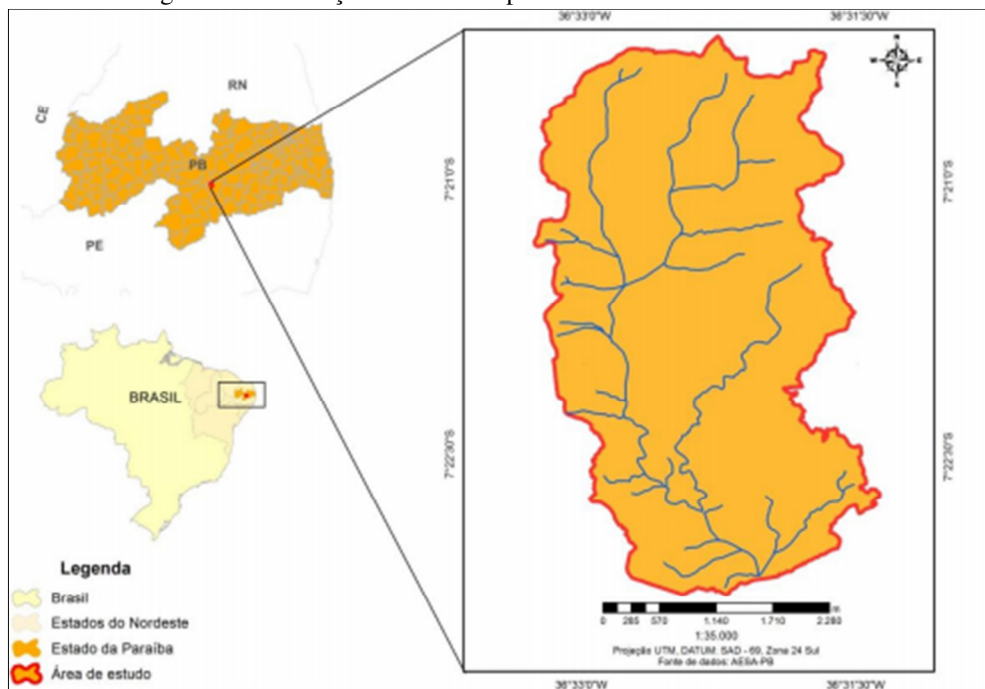 36°33'0"W 36°31'30"W
N
W E
S
RN
CE
PB
PE
7°21'0"S 7°21'0"S
BRASIL
7°22'30"S 7°22'30"S
Legenda
Brasil
Estados do Nordeste
Estado da Paraíba
Área de estudo
m
0 285 570 1.140 1.710 2.280
1:35.000
Projeção UTM, DATUM: SAD - 69, Zona 24 Sul
Fonte de dados: AESA-PB
36°33'0"W 36°31'30"W